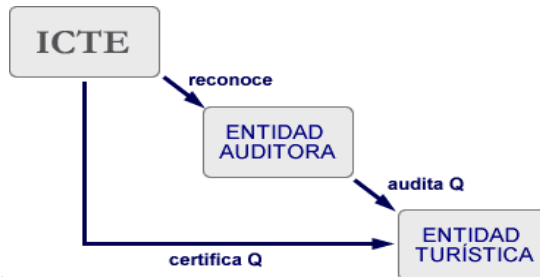 ICTE
reconoce
ENTIDAD
AUDITORA
audita Q
ENTIDAD
TURÍSTICA
certifica Q